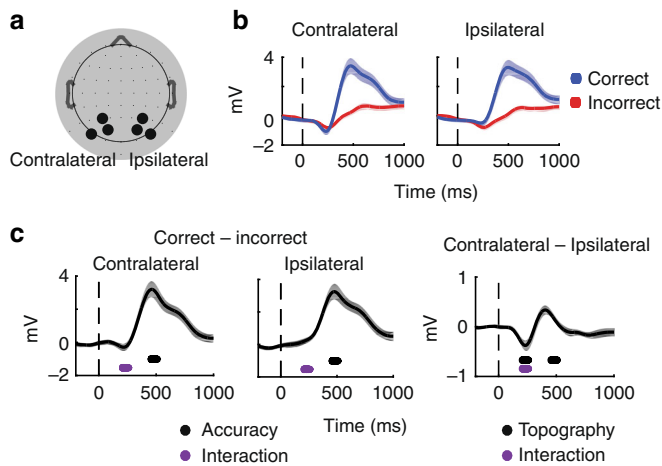 a
Contralateral Ipsilateral
b
Contralateral Ipsilateral
mV
4
0
−2
0 500 1000 0 500 1000
Time (ms)
Correct
Incorrect
c
Correct – incorrect
Contralateral Ipsilateral
mV
4
0
−2
0 500 1000 0 500 1000
Time (ms)
Accuracy
Interaction
Contralateral – Ipsilateral
mV
1
0
−1
0 500 1000
Topography
Interaction